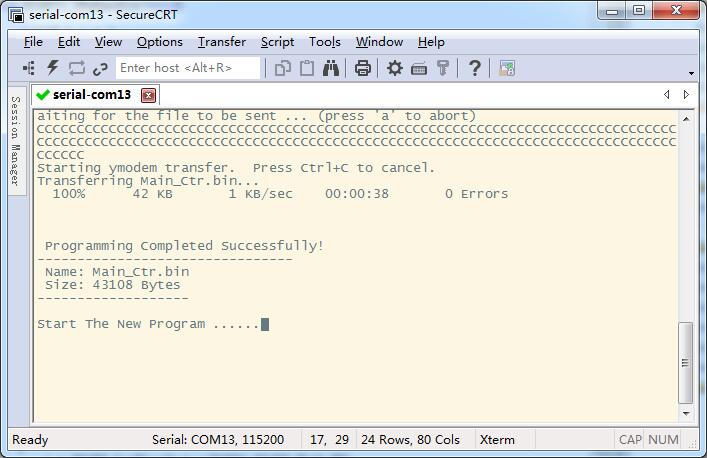 serial-com13 - SecureCRT
File Edit View Options Transfer Script Tools Window Help
Enter host <Alt+R>
Session Manager
serial-com13
aiting for the file to be sent ... (press 'a' to abort)
CCCCCCCCCCCCCCCCCCCCCCCCCCCCCCCCCCCCCCCCCCCCCCCCCCCCCCCCCCCCCCCCCCCCCCCCCCCCCCCC
CCCCCCCCCCCCCCCCCCCCCCCCCCCCCCCCCCCCCCCCCCCCCCCCCCCCCCCCCCCCCCCCCCCCCCCCCCCCCCCC
CCCCCC
Starting ymodem transfer.  Press Ctrl+C to cancel.
Transferring Main_Ctr.bin...
100%      42 KB       1 KB/sec    00:00:38       0 Errors
Programming Completed Successfully!
--------------------------------
Name: Main_Ctr.bin
Size: 43108 Bytes
-------------------
Start The New Program ......
Ready Serial: COM13, 115200 17, 29 24 Rows, 80 Cols Xterm CAP NUM